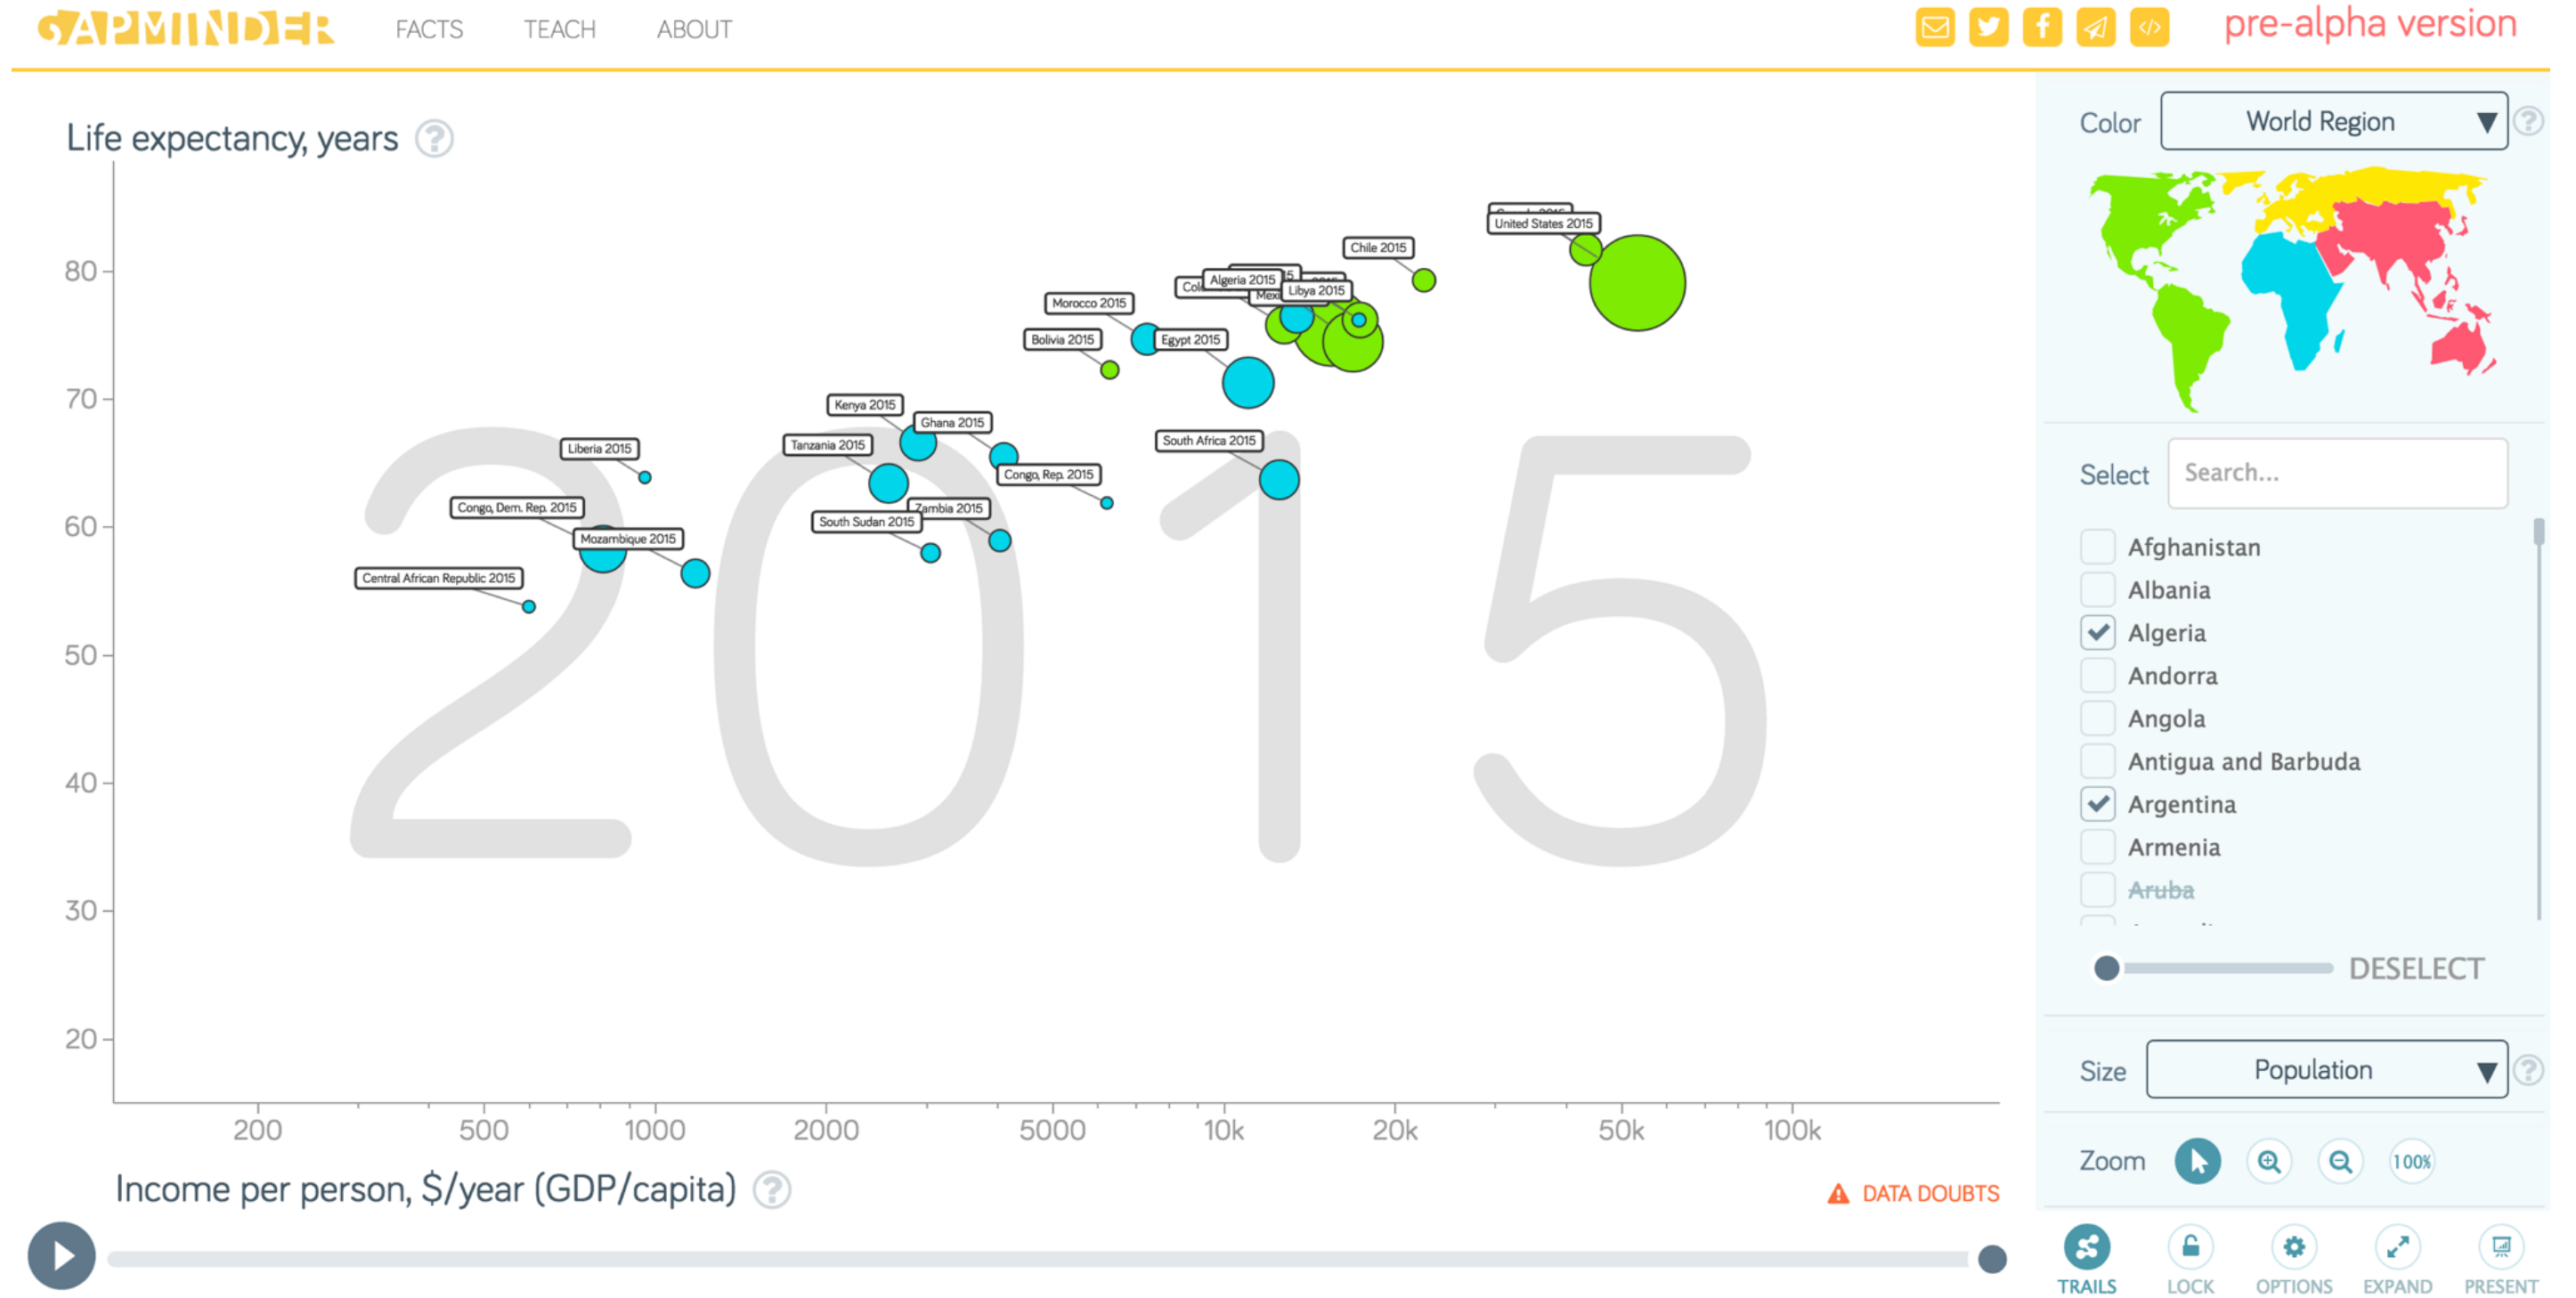 GAPMINDER FACTS TEACH ABOUT pre-alpha version
Life expectancy, years ?
80
70
60
50
40
30
20
2015
United States 2015
Chile 2015
Algeria 2015
Libya 2015
Morocco 2015
Bolivia 2015
Egypt 2015
Kenya 2015
Ghana 2015
Tanzania 2015
South Africa 2015
Liberia 2015
Congo, Rep. 2015
Congo, Dem. Rep. 2015
Zambia 2015
South Sudan 2015
Mozambique 2015
Central African Republic 2015
200 500 1000 2000 5000 10k 20k 50k 100k
Income per person, $/year (GDP/capita) ?
DATA DOUBTS
Color World Region ?
Select Search...
Afghanistan
Albania
Algeria
Andorra
Angola
Antigua and Barbuda
Argentina
Armenia
Aruba
DESELECT
Size Population ?
Zoom 100%
TRAILS LOCK OPTIONS EXPAND PRESENT